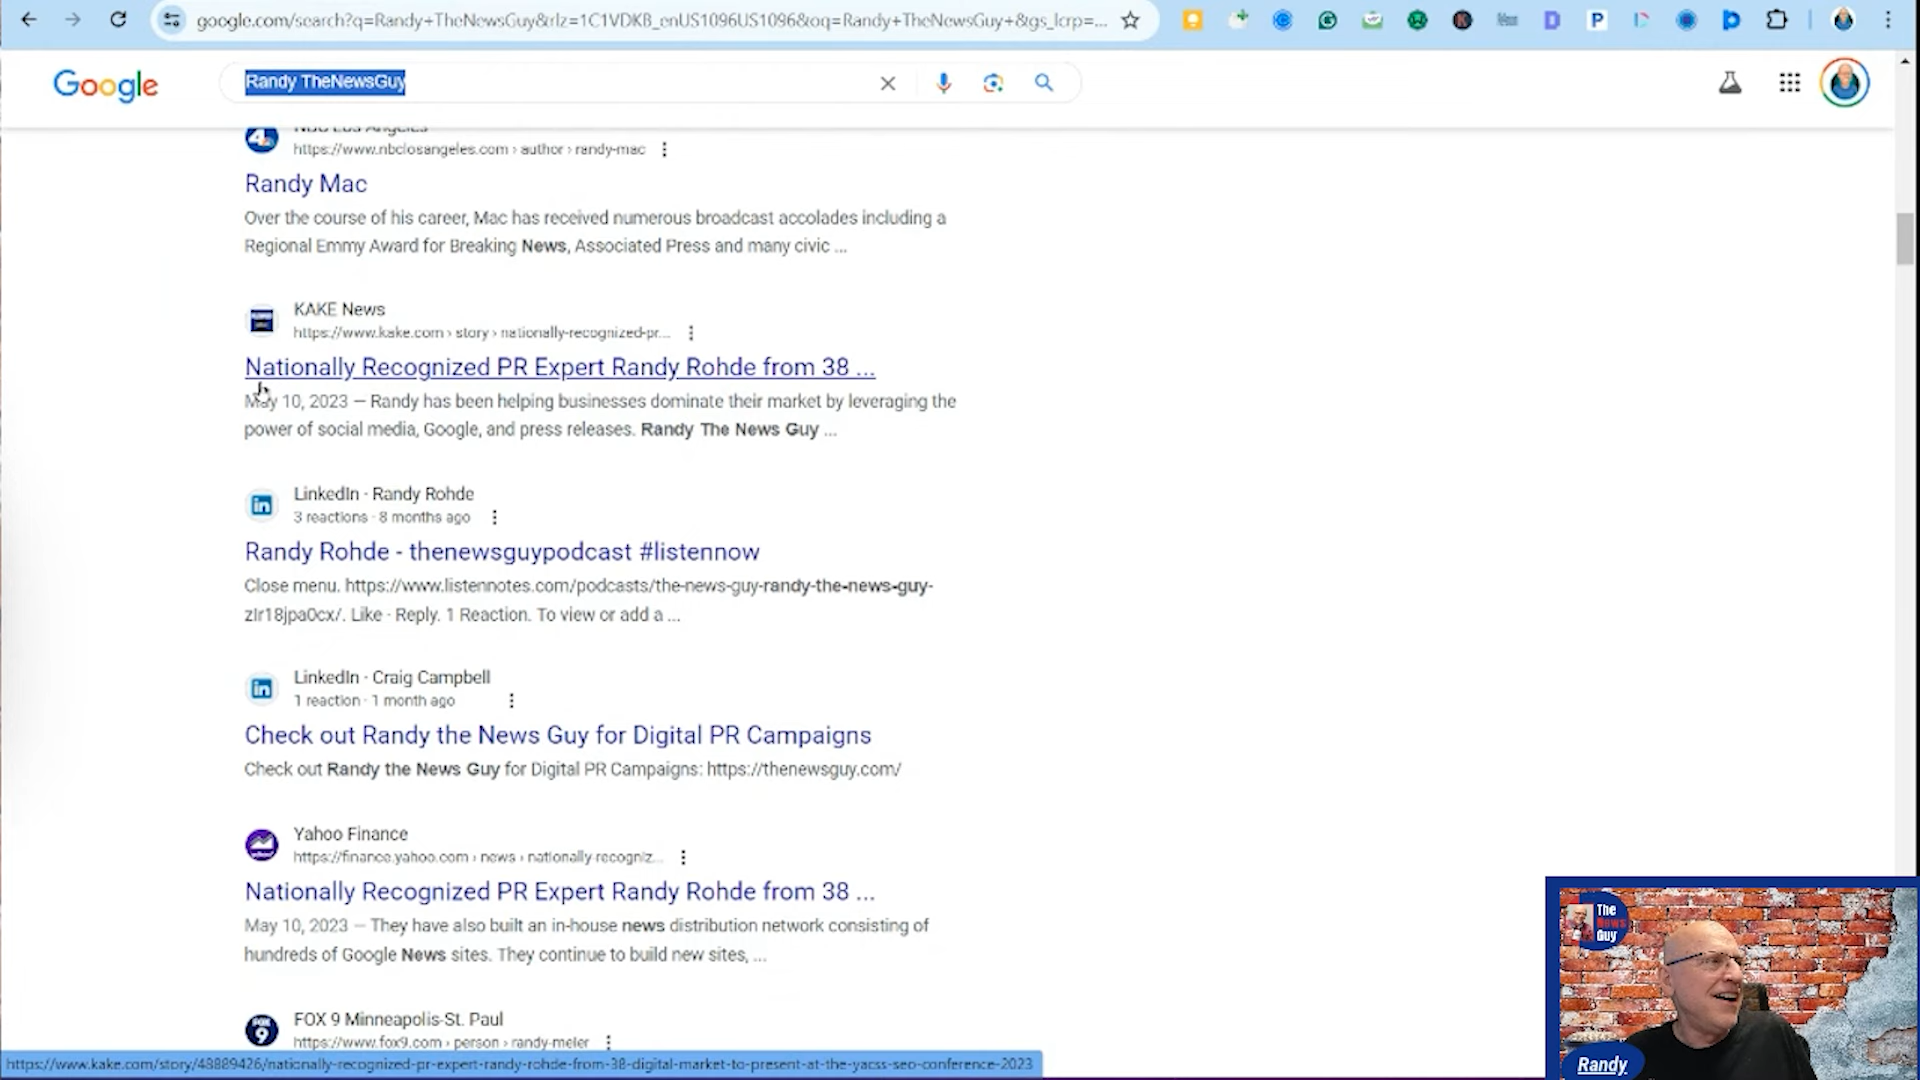 google.com/search?q=Randy+TheNewsGuy&rlz=1C1VDKB_enUS1096US1096&oq=Randy+TheNewsGuy+&gs_lcrp=...
Google
Randy TheNewsGuy
NBC Los Angeles
https://www.nbclosangeles.com › author › randy-mac
Randy Mac
Over the course of his career, Mac has received numerous broadcast accolades including a
Regional Emmy Award for Breaking News, Associated Press and many civic ...
KAKE News
https://www.kake.com › story › nationally-recognized-pr...
Nationally Recognized PR Expert Randy Rohde from 38 ...
May 10, 2023 — Randy has been helping businesses dominate their market by leveraging the
power of social media, Google, and press releases. Randy The News Guy ...
LinkedIn · Randy Rohde
3 reactions · 8 months ago
Randy Rohde - thenewsguypodcast #listennow
Close menu. https://www.listennotes.com/podcasts/the-news-guy-randy-the-news-guy-
zIr18jpa0cx/. Like · Reply. 1 Reaction. To view or add a ...
LinkedIn · Craig Campbell
1 reaction · 1 month ago
Check out Randy the News Guy for Digital PR Campaigns
Check out Randy the News Guy for Digital PR Campaigns: https://thenewsguy.com/
Yahoo Finance
https://finance.yahoo.com › news › nationally-recogniz...
Nationally Recognized PR Expert Randy Rohde from 38 ...
May 10, 2023 — They have also built an in-house news distribution network consisting of
hundreds of Google News sites. They continue to build new sites, ...
FOX 9 Minneapolis-St. Paul
https://www.fox9.com › person › randy-meier
https://www.kake.com/story/48889426/nationally-recognized-pr-expert-randy-rohde-from-38-digital-market-to-present-at-the-yacss-seo-conference-2023
The
News
Guy
Randy